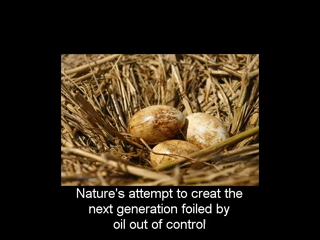 Nature's attempt to creat the
next generation foiled by
oil out of control